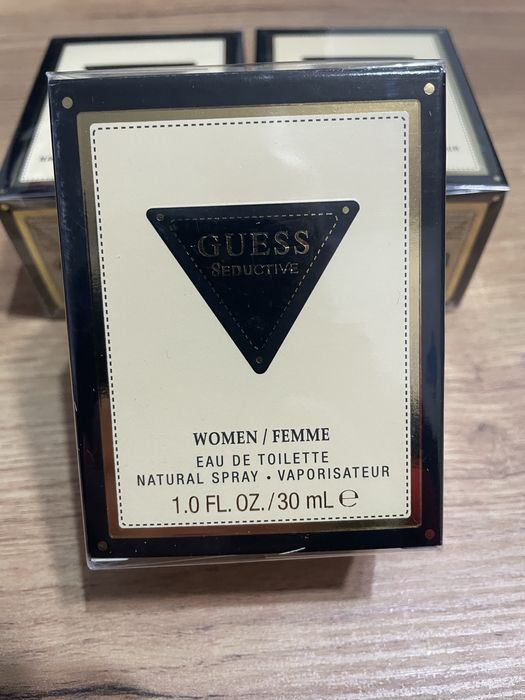 GUESS
SEDUCTIVE
WOMEN / FEMME
EAU DE TOILETTE
NATURAL SPRAY • VAPORISATEUR
1.0 FL. OZ./30 mL ℮